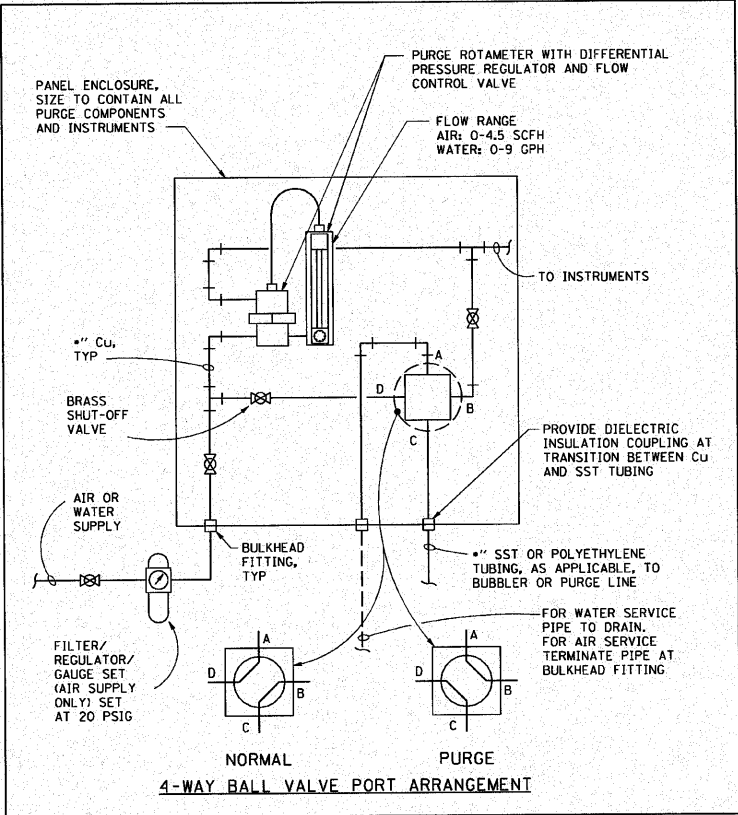 PURGE ROTAMETER WITH DIFFERENTIAL
PRESSURE REGULATOR AND FLOW
CONTROL VALVE
PANEL ENCLOSURE,
SIZE TO CONTAIN ALL
PURGE COMPONENTS
AND INSTRUMENTS
FLOW RANGE
AIR: 0-4.5 SCFH
WATER: 0-9 GPH
TO INSTRUMENTS
•" Cu,
TYP
A
D
B
C
BRASS
SHUT-OFF
VALVE
PROVIDE DIELECTRIC
INSULATION COUPLING AT
TRANSITION BETWEEN Cu
AND SST TUBING
AIR OR
WATER
SUPPLY
BULKHEAD
FITTING,
TYP
•" SST OR POLYETHYLENE
TUBING, AS APPLICABLE, TO
BUBBLER OR PURGE LINE
FOR WATER SERVICE
PIPE TO DRAIN.
FOR AIR SERVICE
TERMINATE PIPE AT
BULKHEAD FITTING
FILTER/
REGULATOR/
GAUGE SET
(AIR SUPPLY
ONLY) SET
AT 20 PSIG
A
D
B
C
A
D
B
C
NORMAL
PURGE
4-WAY BALL VALVE PORT ARRANGEMENT